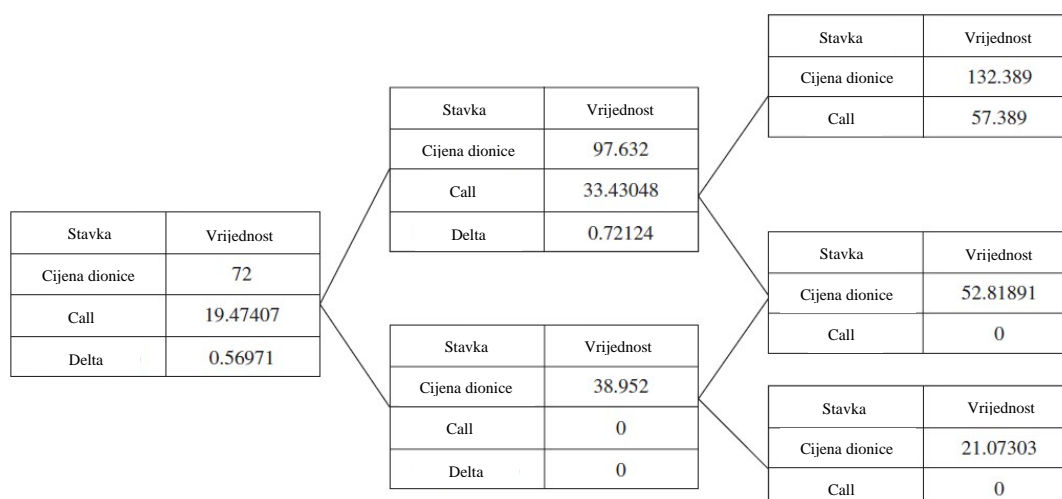 Stavka Vrijednost
Cijena dionice 72
Call 19.47407
Delta 0.56971
Stavka Vrijednost
Cijena dionice 97.632
Call 33.43048
Delta 0.72124
Stavka Vrijednost
Cijena dionice 38.952
Call 0
Delta 0
Stavka Vrijednost
Cijena dionice 132.389
Call 57.389
Stavka Vrijednost
Cijena dionice 52.81891
Call 0
Stavka Vrijednost
Cijena dionice 21.07303
Call 0